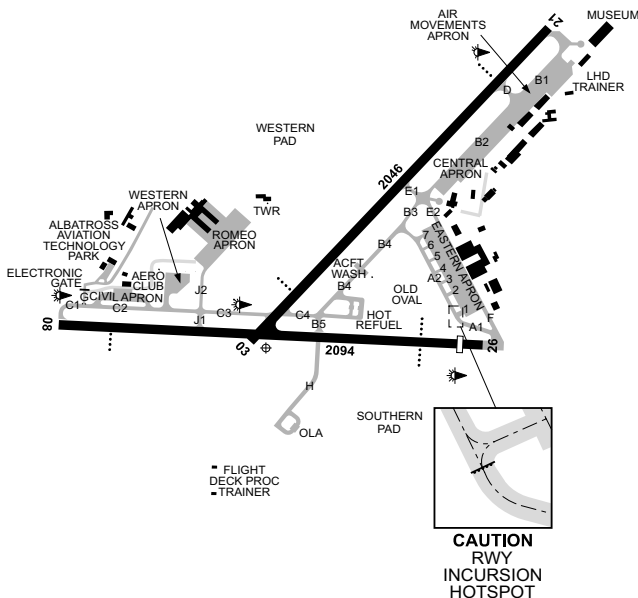 AIR
MOVEMENTS
APRON
21
MUSEUM
LHD
TRAINER
B1
D
WESTERN
PAD
B2
CENTRAL
APRON
2046
E1
B3
E2
WESTERN
APRON
TWR
ROMEO
APRON
ALBATROSS
AVIATION
TECHNOLOGY
PARK
B4
EASTERN APRON
7
6
5
4
3
2
1
A2
ACFT
WASH
B4
OLD
OVAL
ELECTRONIC
GATE
AERO
CLUB
G
CIVIL APRON
J2
C1
C2
C3
C4
J1
B5
HOT
REFUEL
F
A1
08
03
2094
26
H
OLA
SOUTHERN
PAD
FLIGHT
DECK PROC
TRAINER
CAUTION
RWY
INCURSION
HOTSPOT